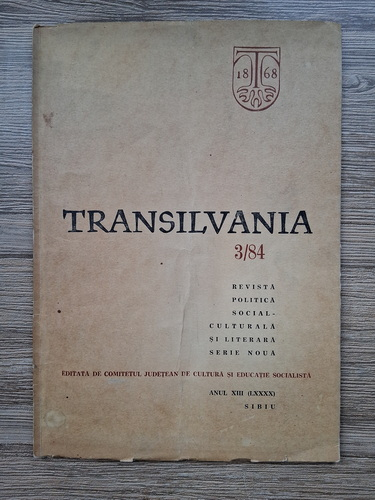 18 68
TRANSILVANIA
3/84
REVISTĂ
POLITICĂ
SOCIAL-
CULTURALĂ
ȘI LITERARĂ
SERIE NOUĂ
EDITATĂ DE COMITETUL JUDEȚEAN DE CULTURĂ ȘI EDUCAȚIE SOCIALISTĂ
ANUL XIII (LXXXX)
SIBIU